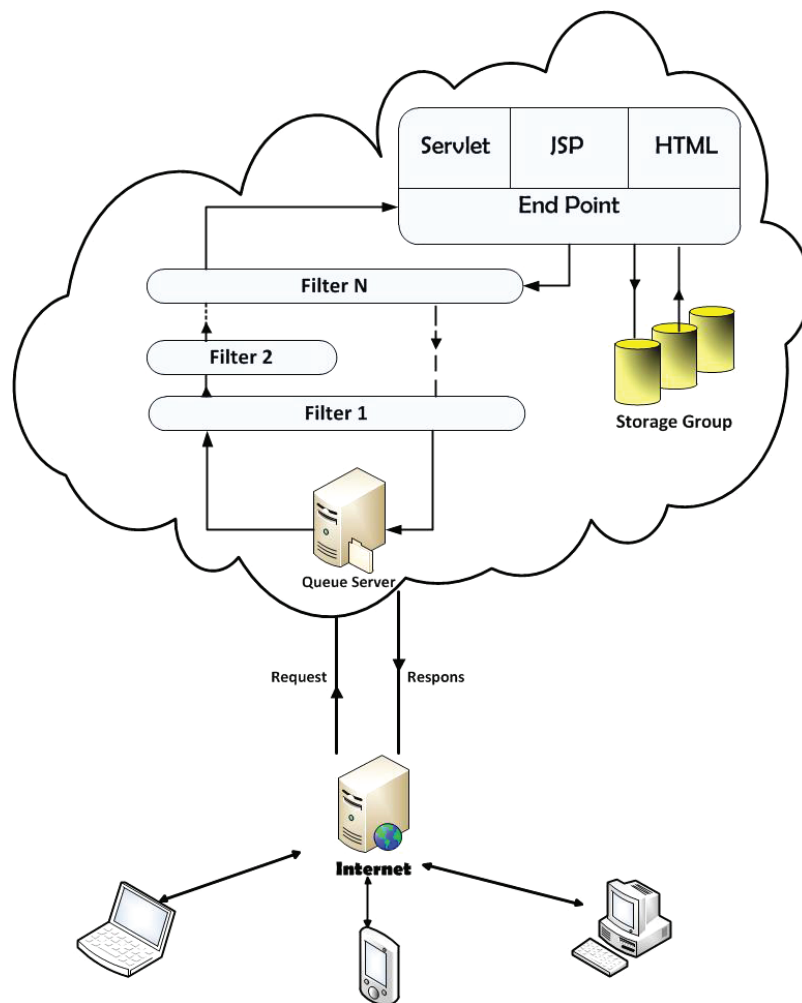 Servlet
JSP
HTML
End Point
Filter N
Filter 2
Filter 1
Storage Group
Queue Server
Request
Respons
Internet